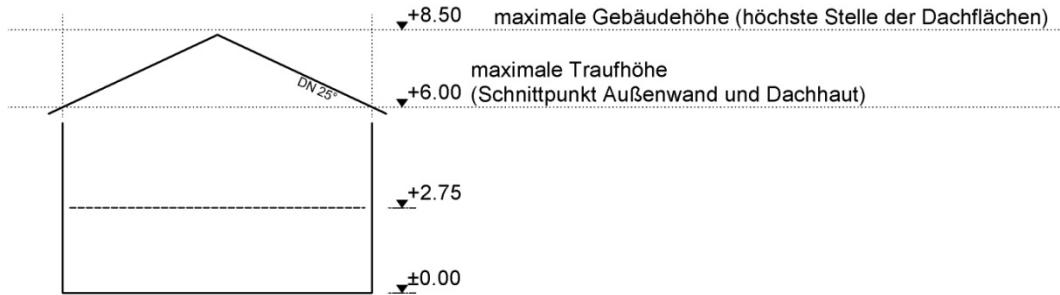 +8.50 maximale Gebäudehöhe (höchste Stelle der Dachflächen)
DN 25°
maximale Traufhöhe
+6.00 (Schnittpunkt Außenwand und Dachhaut)
+2.75
±0.00